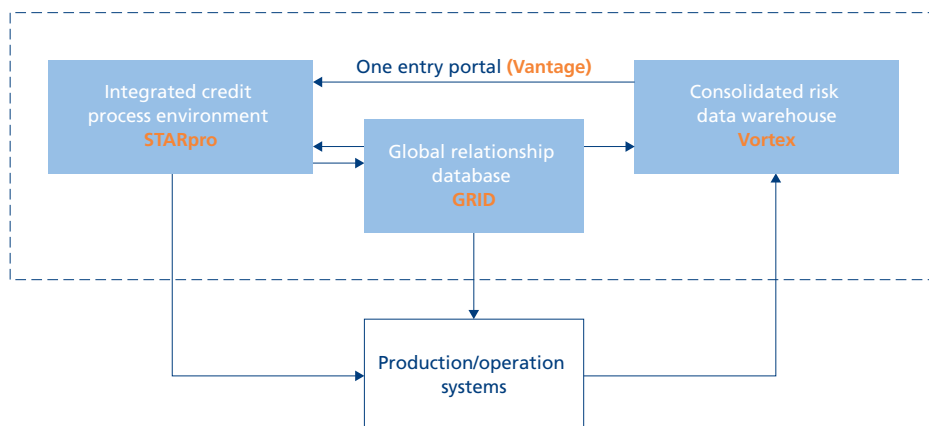 One entry portal (Vantage)
Integrated credit
process environment
STARpro
Global relationship
database
GRID
Consolidated risk
data warehouse
Vortex
Production/operation
systems